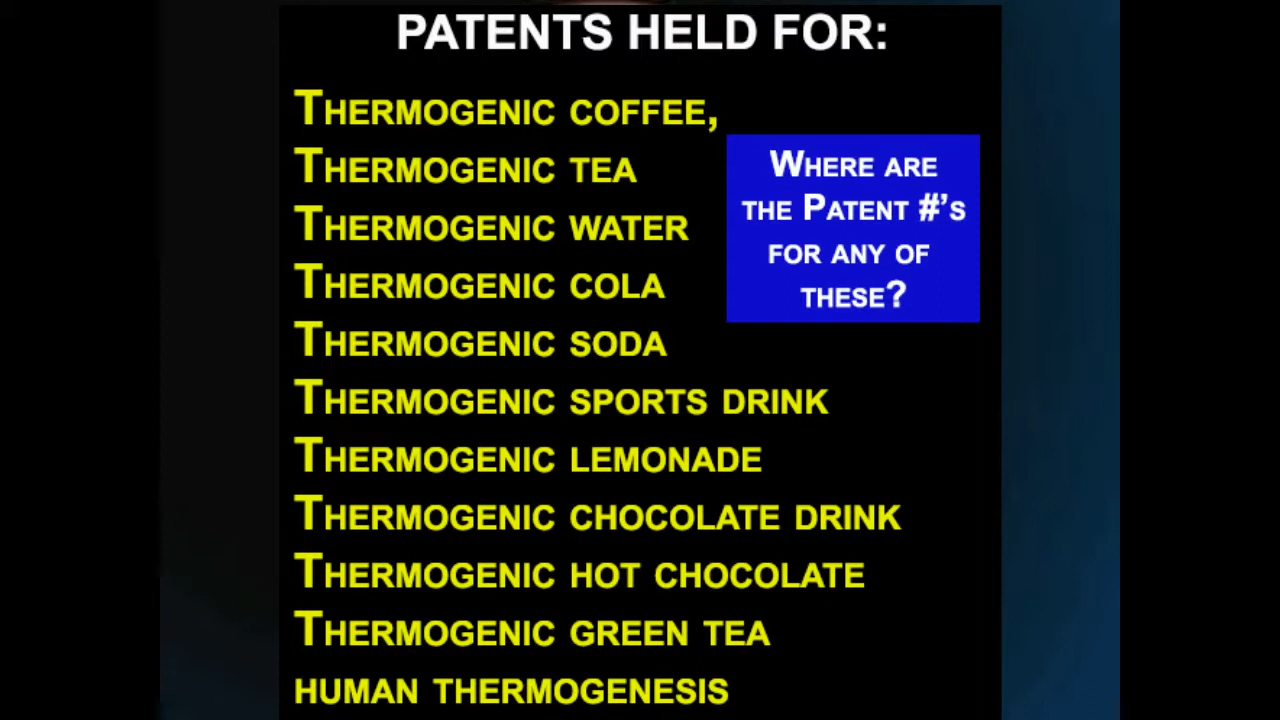 PATENTS HELD FOR:
THERMOGENIC COFFEE,
THERMOGENIC TEA
THERMOGENIC WATER
THERMOGENIC COLA
THERMOGENIC SODA
THERMOGENIC SPORTS DRINK
THERMOGENIC LEMONADE
THERMOGENIC CHOCOLATE DRINK
THERMOGENIC HOT CHOCOLATE
THERMOGENIC GREEN TEA
HUMAN THERMOGENESIS
WHERE ARE
THE PATENT #'S
FOR ANY OF
THESE?